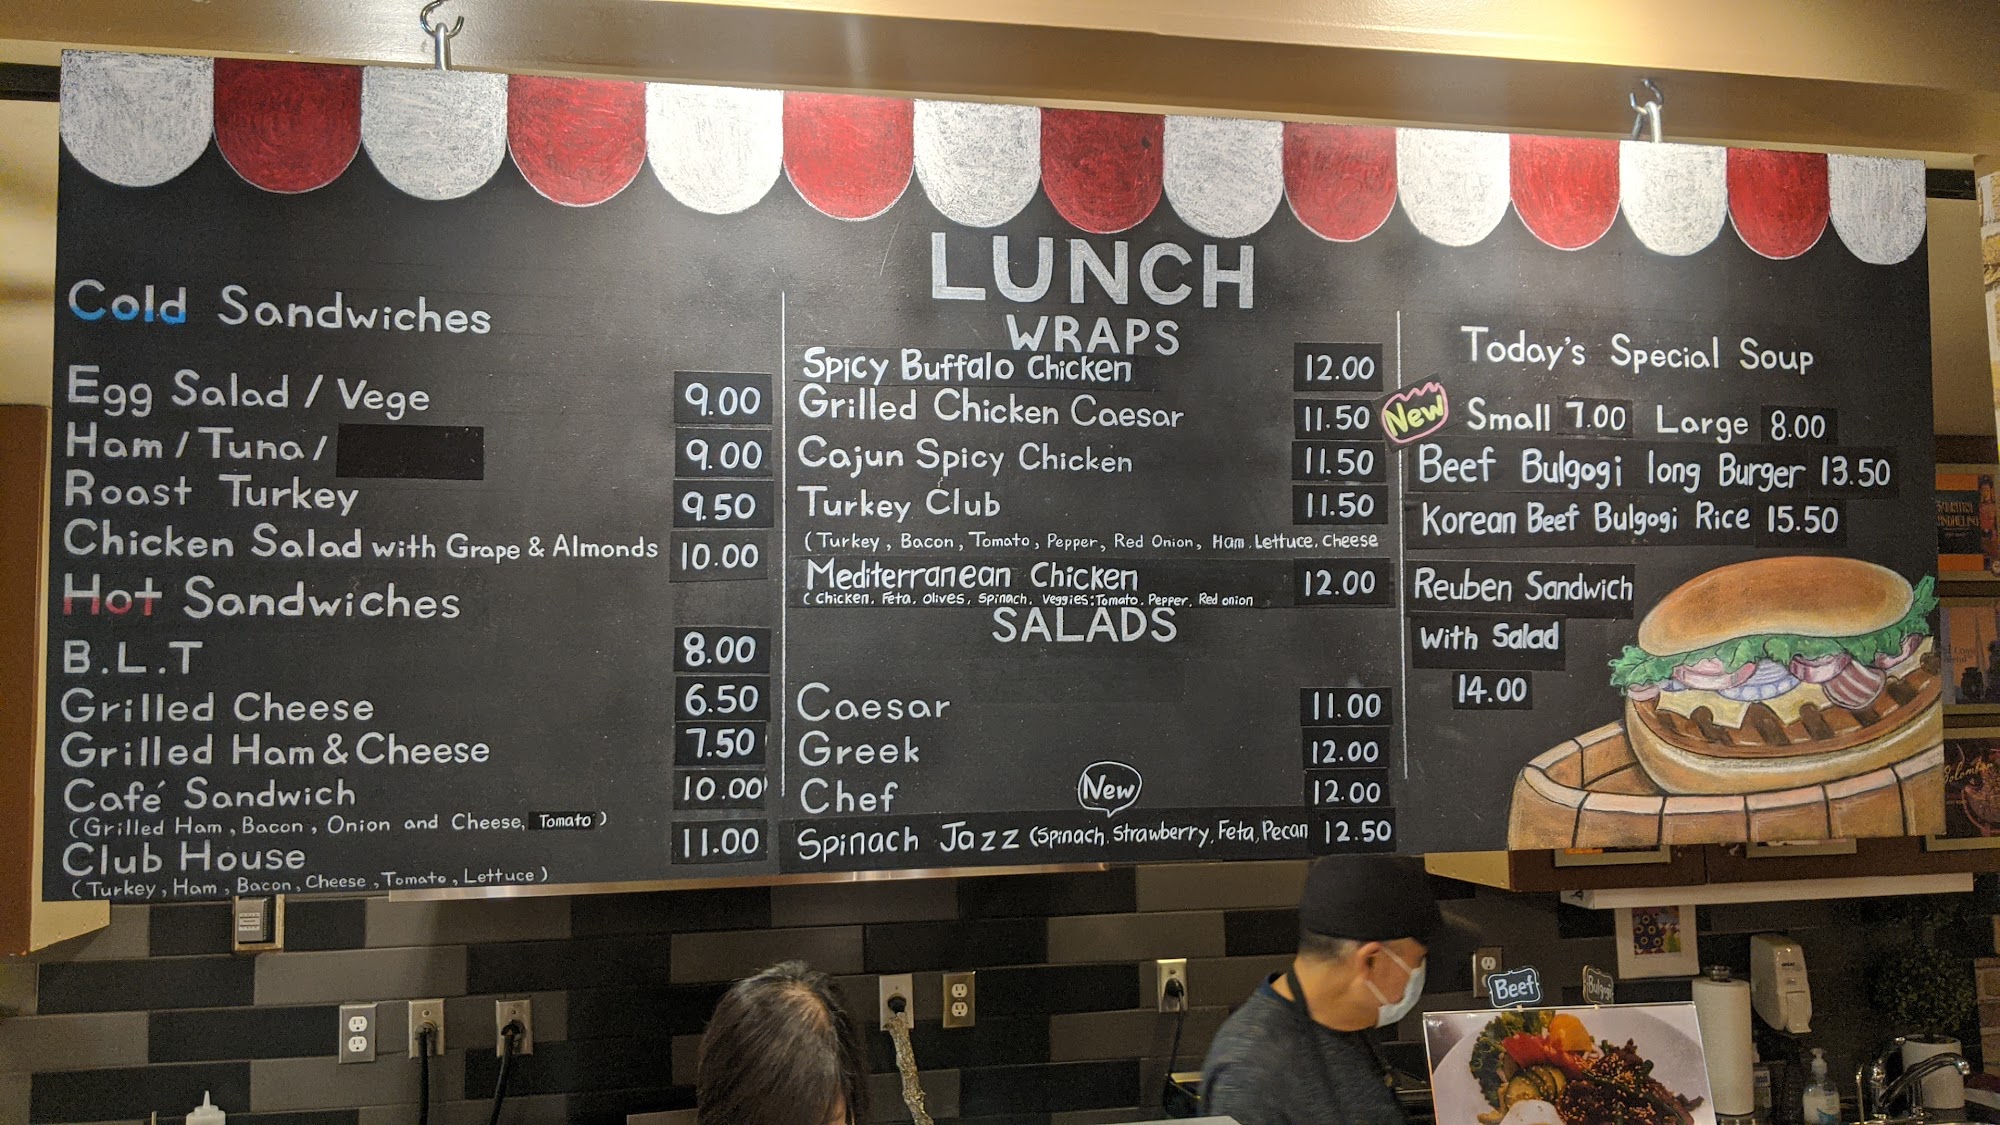 LUNCH
Cold Sandwiches
Egg Salad / Vege 9.00
Ham / Tuna / 9.00
Roast Turkey 9.50
Chicken Salad with Grape & Almonds 10.00
Hot Sandwiches
B.L.T 8.00
Grilled Cheese 6.50
Grilled Ham & Cheese 7.50
Café Sandwich 10.00
(Grilled Ham, Bacon, Onion and Cheese, Tomato)
Club House 11.00
(Turkey, Ham, Bacon, Cheese, Tomato, Lettuce)
WRAPS
Spicy Buffalo Chicken 12.00
Grilled Chicken Caesar 11.50
Cajun Spicy Chicken 11.50
Turkey Club 11.50
(Turkey, Bacon, Tomato, Pepper, Red Onion, Ham, Lettuce, Cheese
Mediterranean Chicken 12.00
(Chicken, Feta, Olives, Spinach, Veggies: Tomato, Pepper, Red onion
SALADS
Caesar 11.00
Greek 12.00
Chef 12.00
New
Spinach Jazz (Spinach, Strawberry, Feta, Pecan 12.50
Today's Special Soup
New
Small 7.00 Large 8.00
Beef Bulgogi long Burger 13.50
Korean Beef Bulgogi Rice 15.50
Reuben Sandwich
with Salad
14.00
Beef
Bulgogi